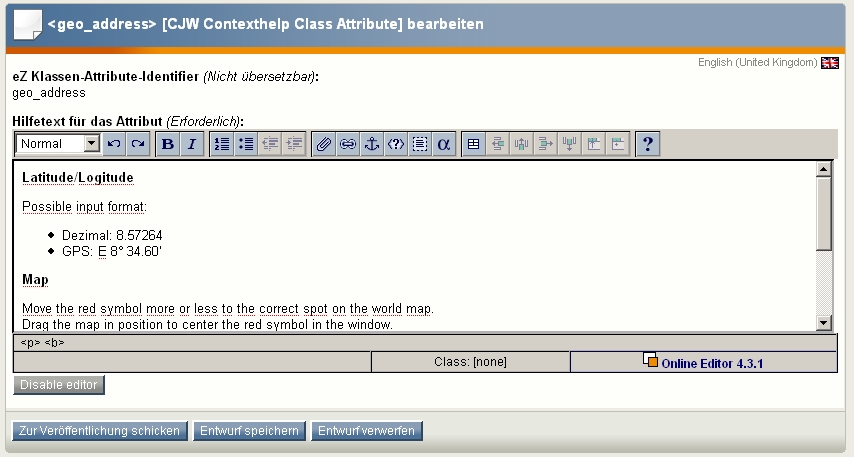 <geo_address> [CJW Contexthelp Class Attribute] bearbeiten
English (United Kingdom)
eZ Klassen-Attribute-Identifier (Nicht übersetzbar):
geo_address
Hilfetext für das Attribut (Erforderlich):
Normal B I <?> α ?
Latitude/Logitude
Possible input format:
Dezimal: 8.57264
GPS: E 8° 34.60'
Map
Move the red symbol more or less to the correct spot on the world map.
Drag the map in position to center the red symbol in the window.
<p> <b>
Class: [none] Online Editor 4.3.1
Disable editor
Zur Veröffentlichung schicken Entwurf speichern Entwurf verwerfen